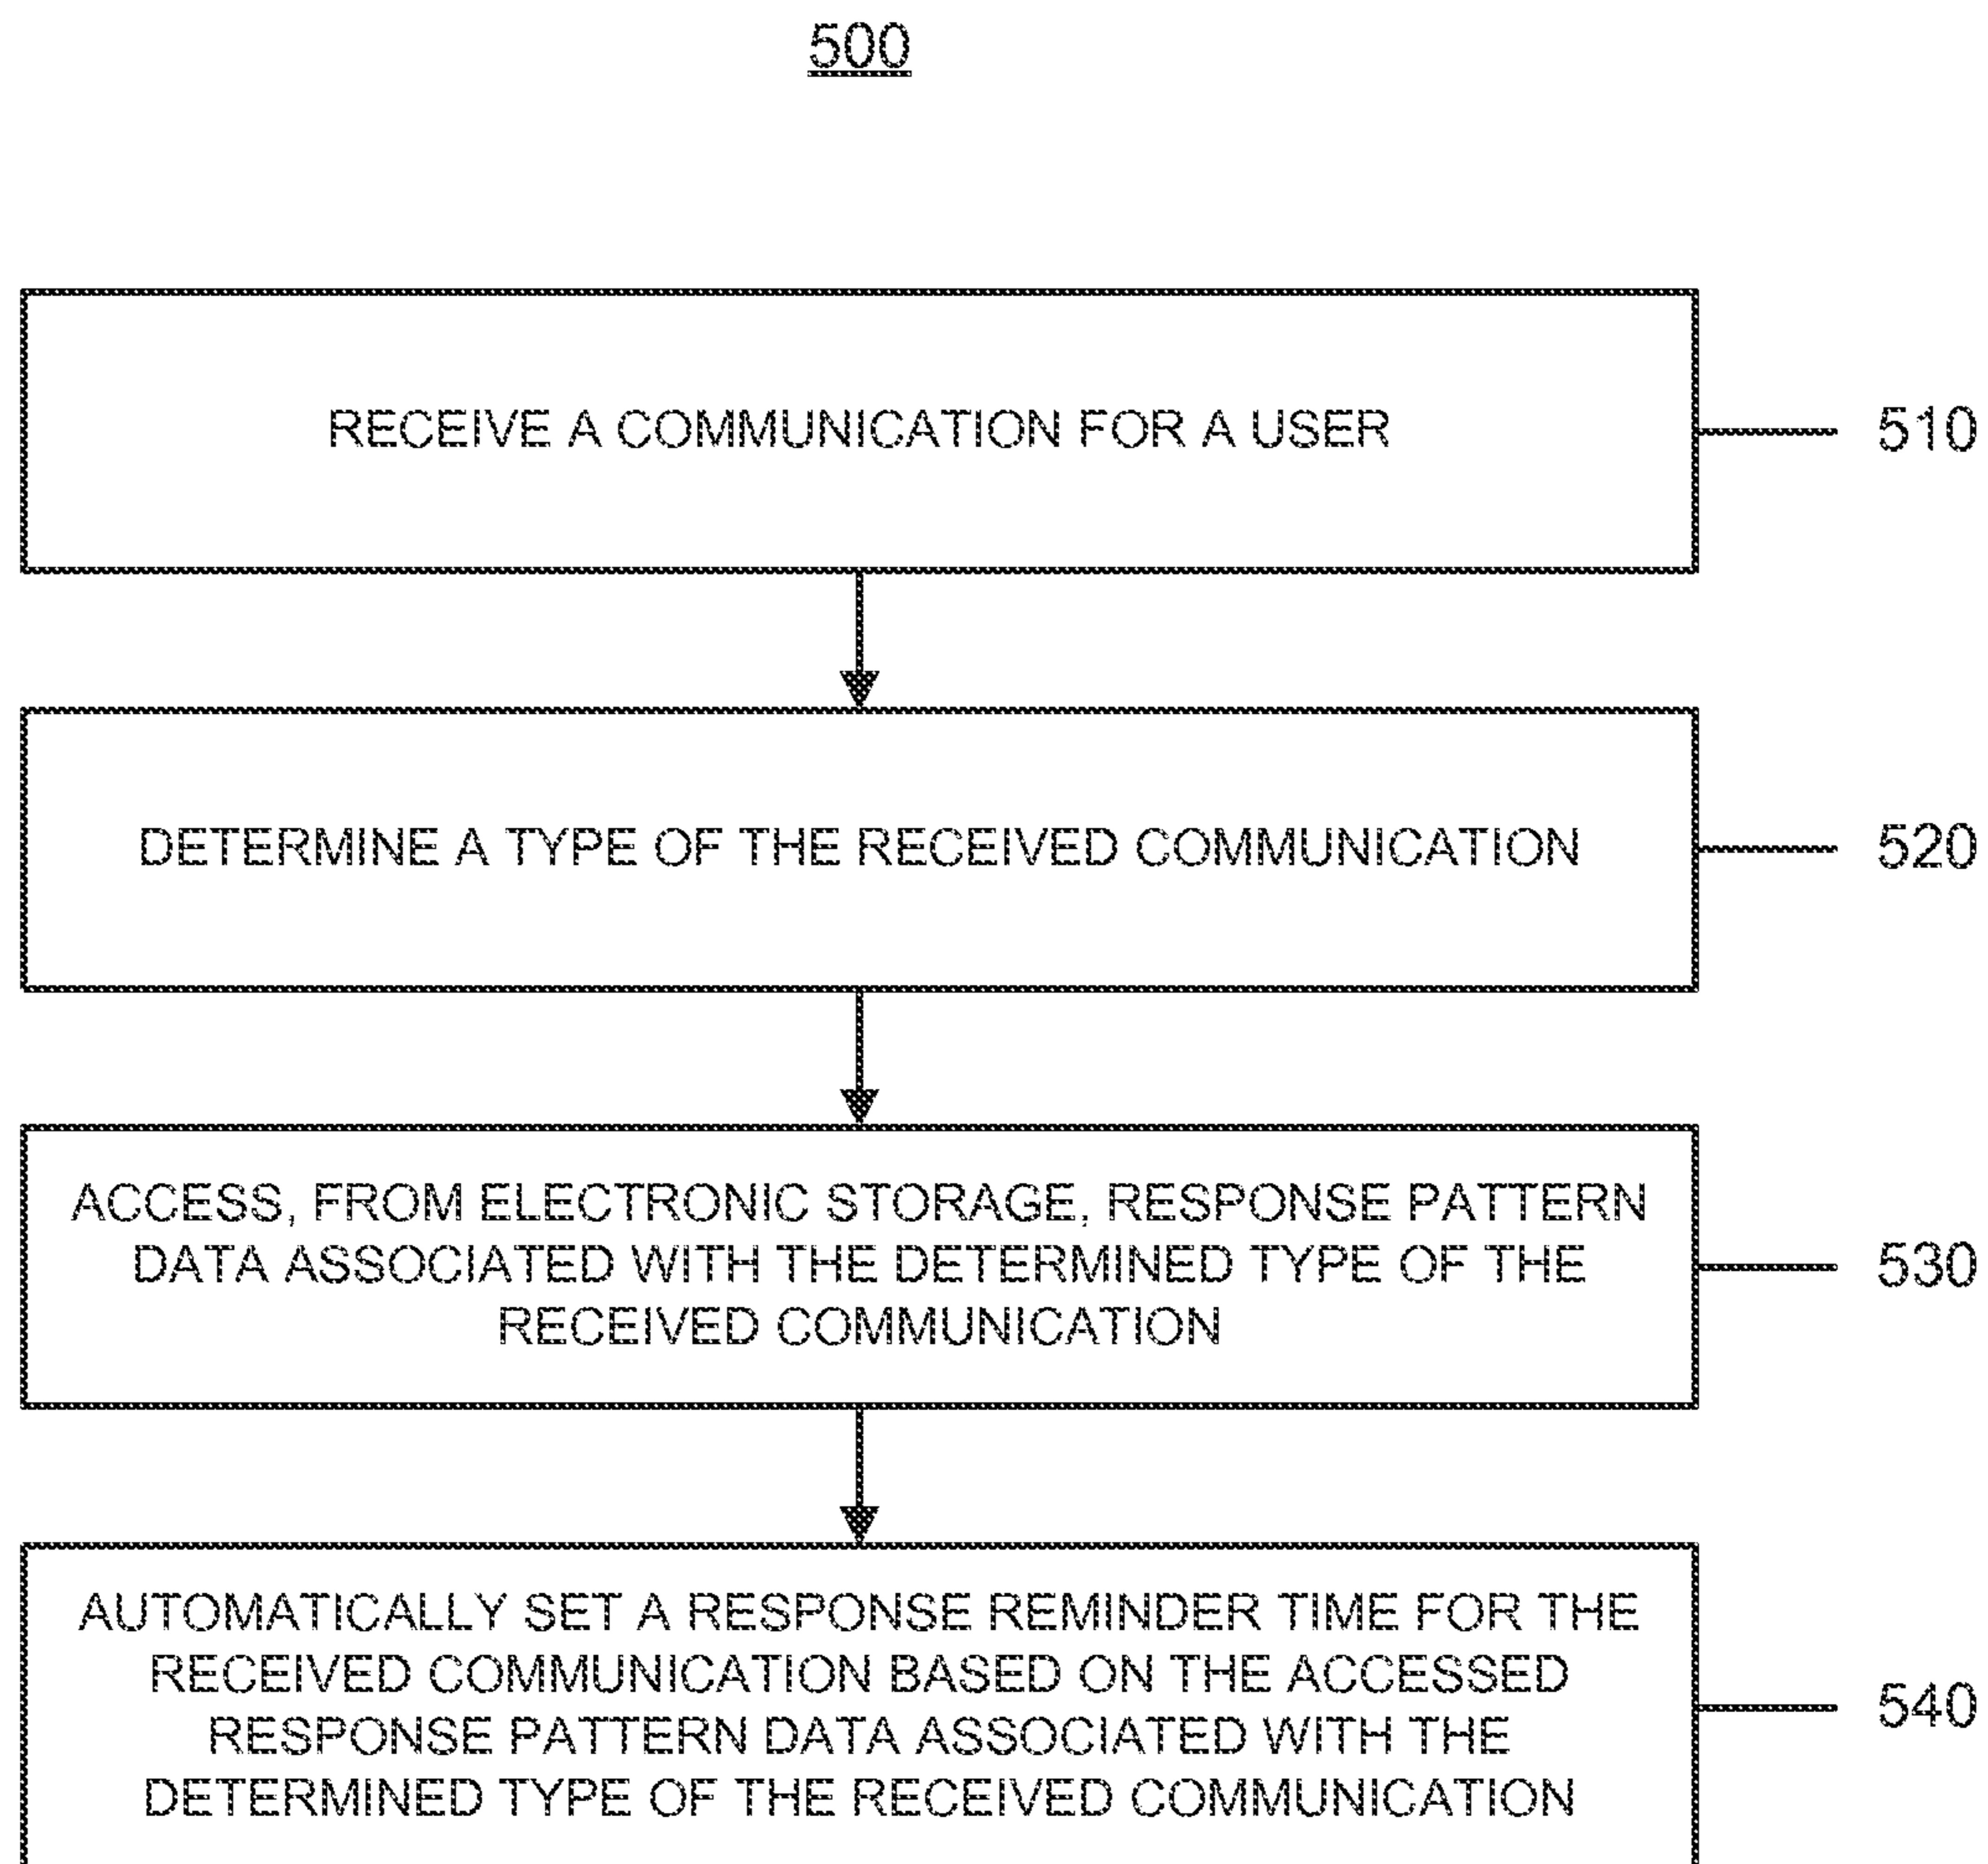 500
RECEIVE A COMMUNICATION FOR A USER
510
DETERMINE A TYPE OF THE RECEIVED COMMUNICATION
520
ACCESS, FROM ELECTRONIC STORAGE, RESPONSE PATTERN
DATA ASSOCIATED WITH THE DETERMINED TYPE OF THE
RECEIVED COMMUNICATION
530
AUTOMATICALLY SET A RESPONSE REMINDER TIME FOR THE
RECEIVED COMMUNICATION BASED ON THE ACCESSED
RESPONSE PATTERN DATA ASSOCIATED WITH THE
DETERMINED TYPE OF THE RECEIVED COMMUNICATION
540